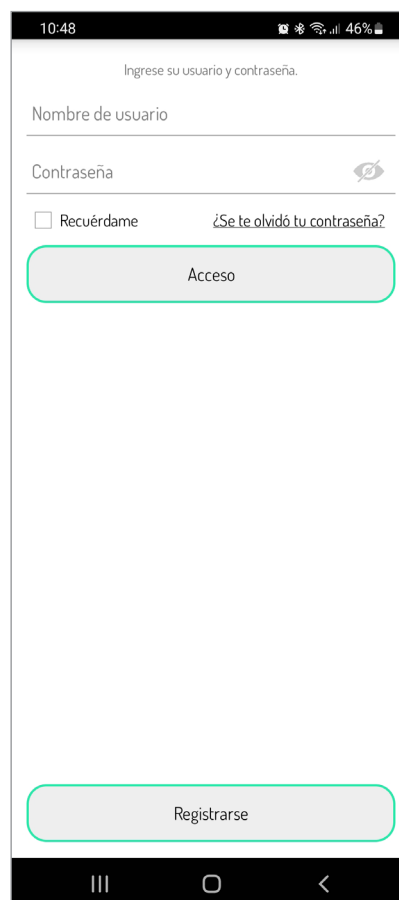 10:48 46%
Ingrese su usuario y contraseña.
Nombre de usuario
Contraseña
Recuérdame ¿Se te olvidó tu contraseña?
Acceso
Registrarse